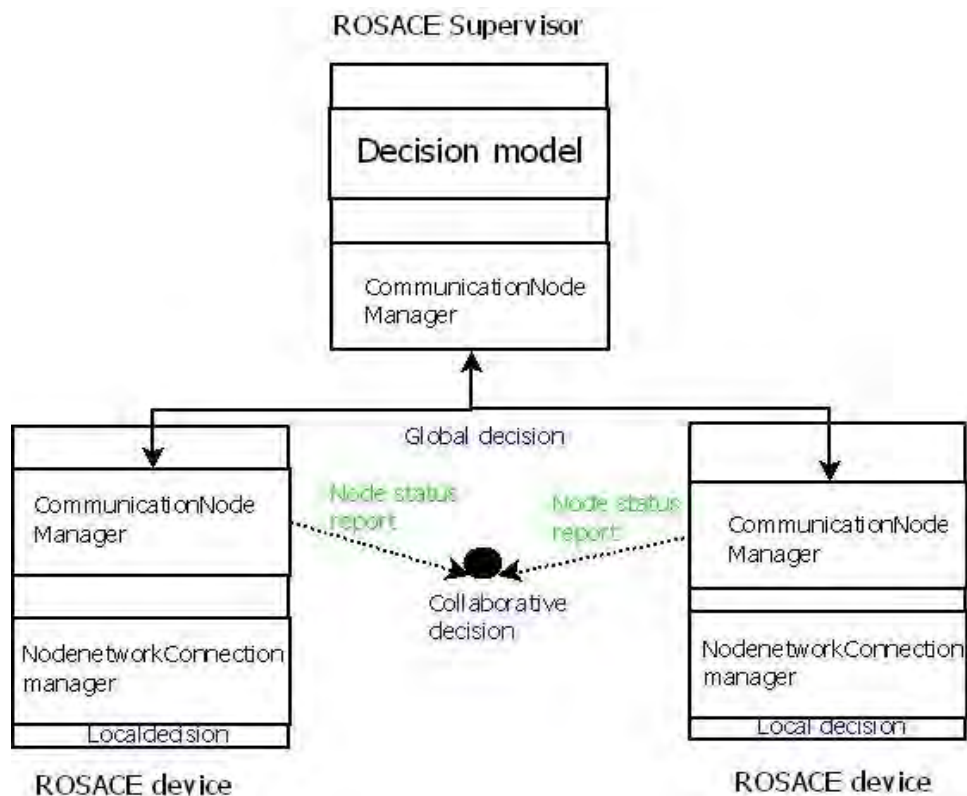 ROSACE Supervisor
Decision model
CommunicationNode
Manager
Global decision
CommunicationNode
Manager
Node status
report
Node status
report
CommunicationNode
Manager
Collaborative
decision
NodenetworkConnection
manager
NodenetworkConnection
manager
Localdecision
Local decision
ROSACE device
ROSACE device